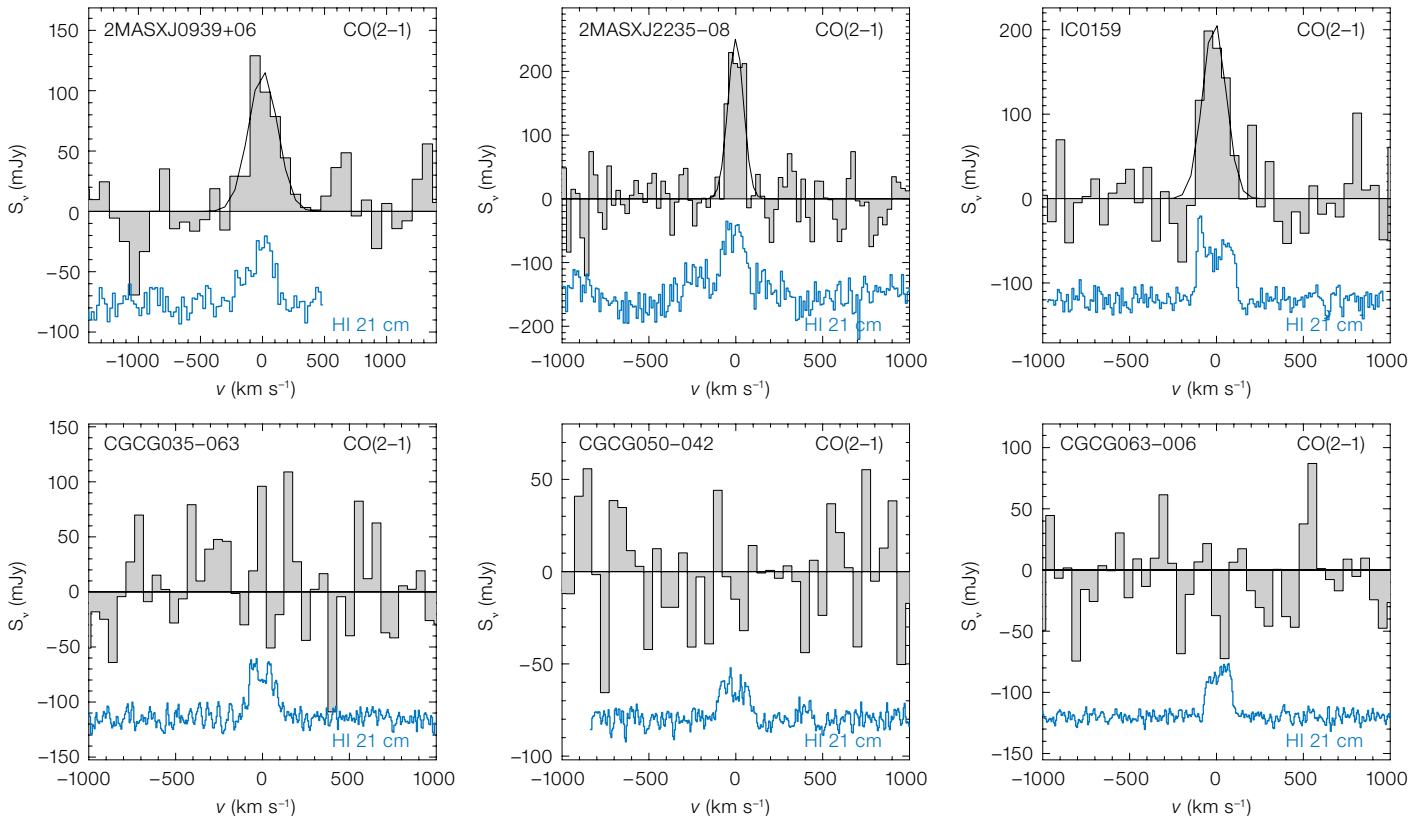 2MASXJ0939+06 CO(2–1)
150
100
50
0
−50
−100
Sν (mJy)
HI 21 cm
−1000 −500 0 500 1000
v (km s⁻¹)
2MASXJ2235–08 CO(2–1)
200
100
0
−100
−200
Sν (mJy)
HI 21 cm
−1000 −500 0 500 1000
v (km s⁻¹)
IC0159 CO(2–1)
200
100
0
−100
Sν (mJy)
HI 21 cm
−1000 −500 0 500 1000
v (km s⁻¹)
CGCG035–063 CO(2–1)
150
100
50
0
−50
−100
−150
Sν (mJy)
HI 21 cm
−1000 −500 0 500 1000
v (km s⁻¹)
CGCG050–042 CO(2–1)
50
0
−50
−100
Sν (mJy)
HI 21 cm
−1000 −500 0 500 1000
v (km s⁻¹)
CGCG063–006 CO(2–1)
100
50
0
−50
−100
−150
Sν (mJy)
HI 21 cm
−1000 −500 0 500 1000
v (km s⁻¹)